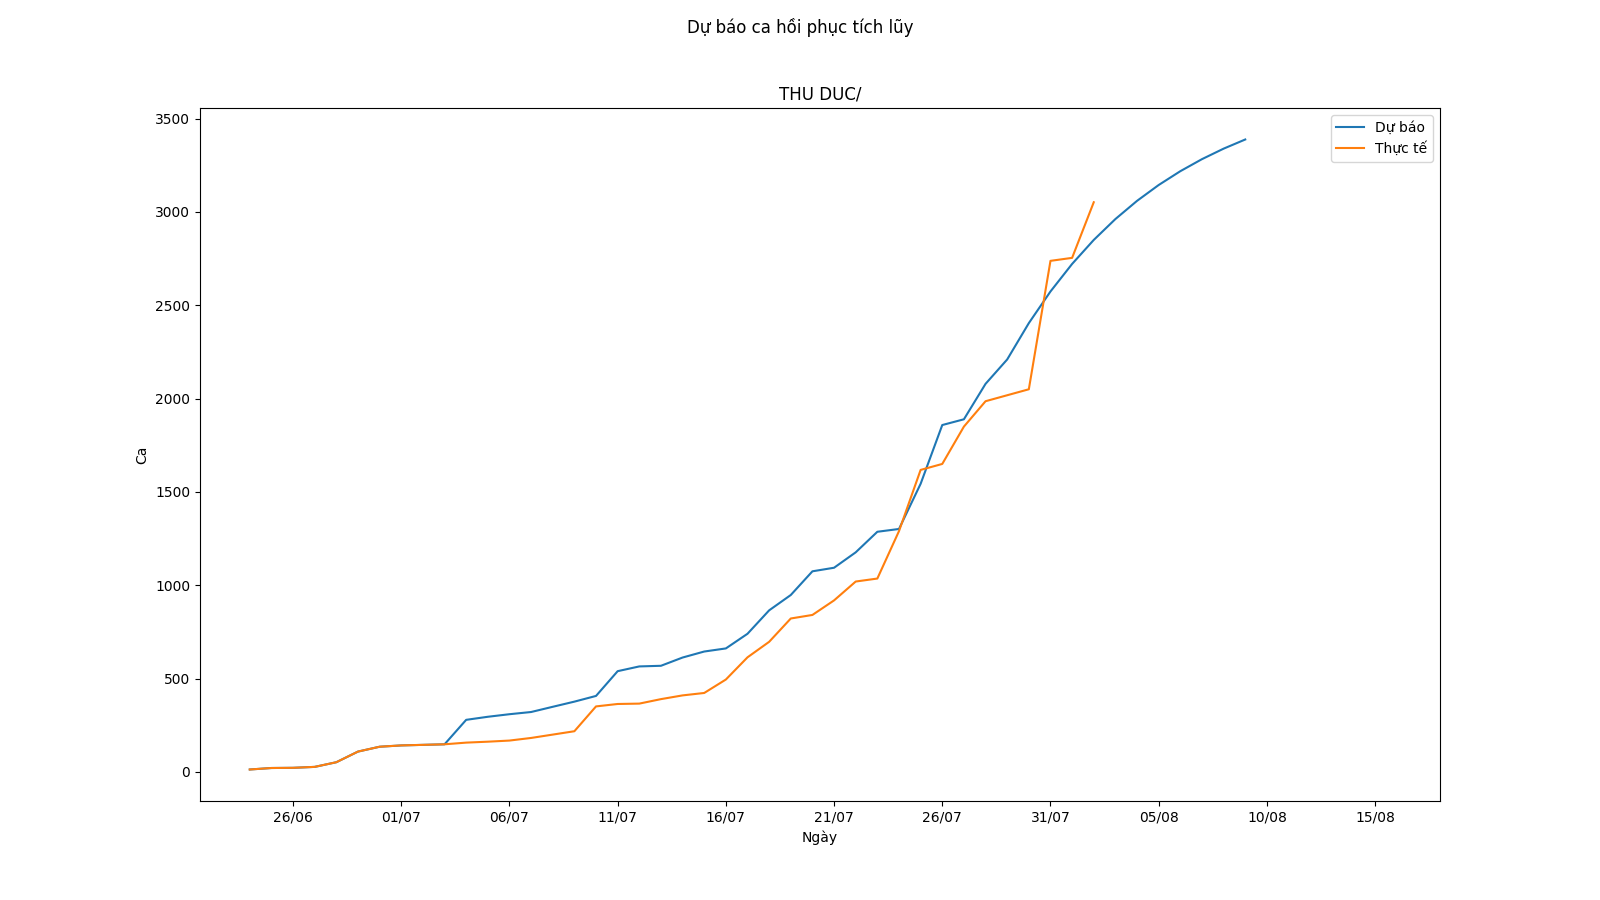 Dự báo ca hồi phục tích lũy
THU DUC/
Dự báo
Thực tế
3500
3000
2500
2000
1500
1000
500
0
Ca
26/06 01/07 06/07 11/07 16/07 21/07 26/07 31/07 05/08 10/08 15/08
Ngày